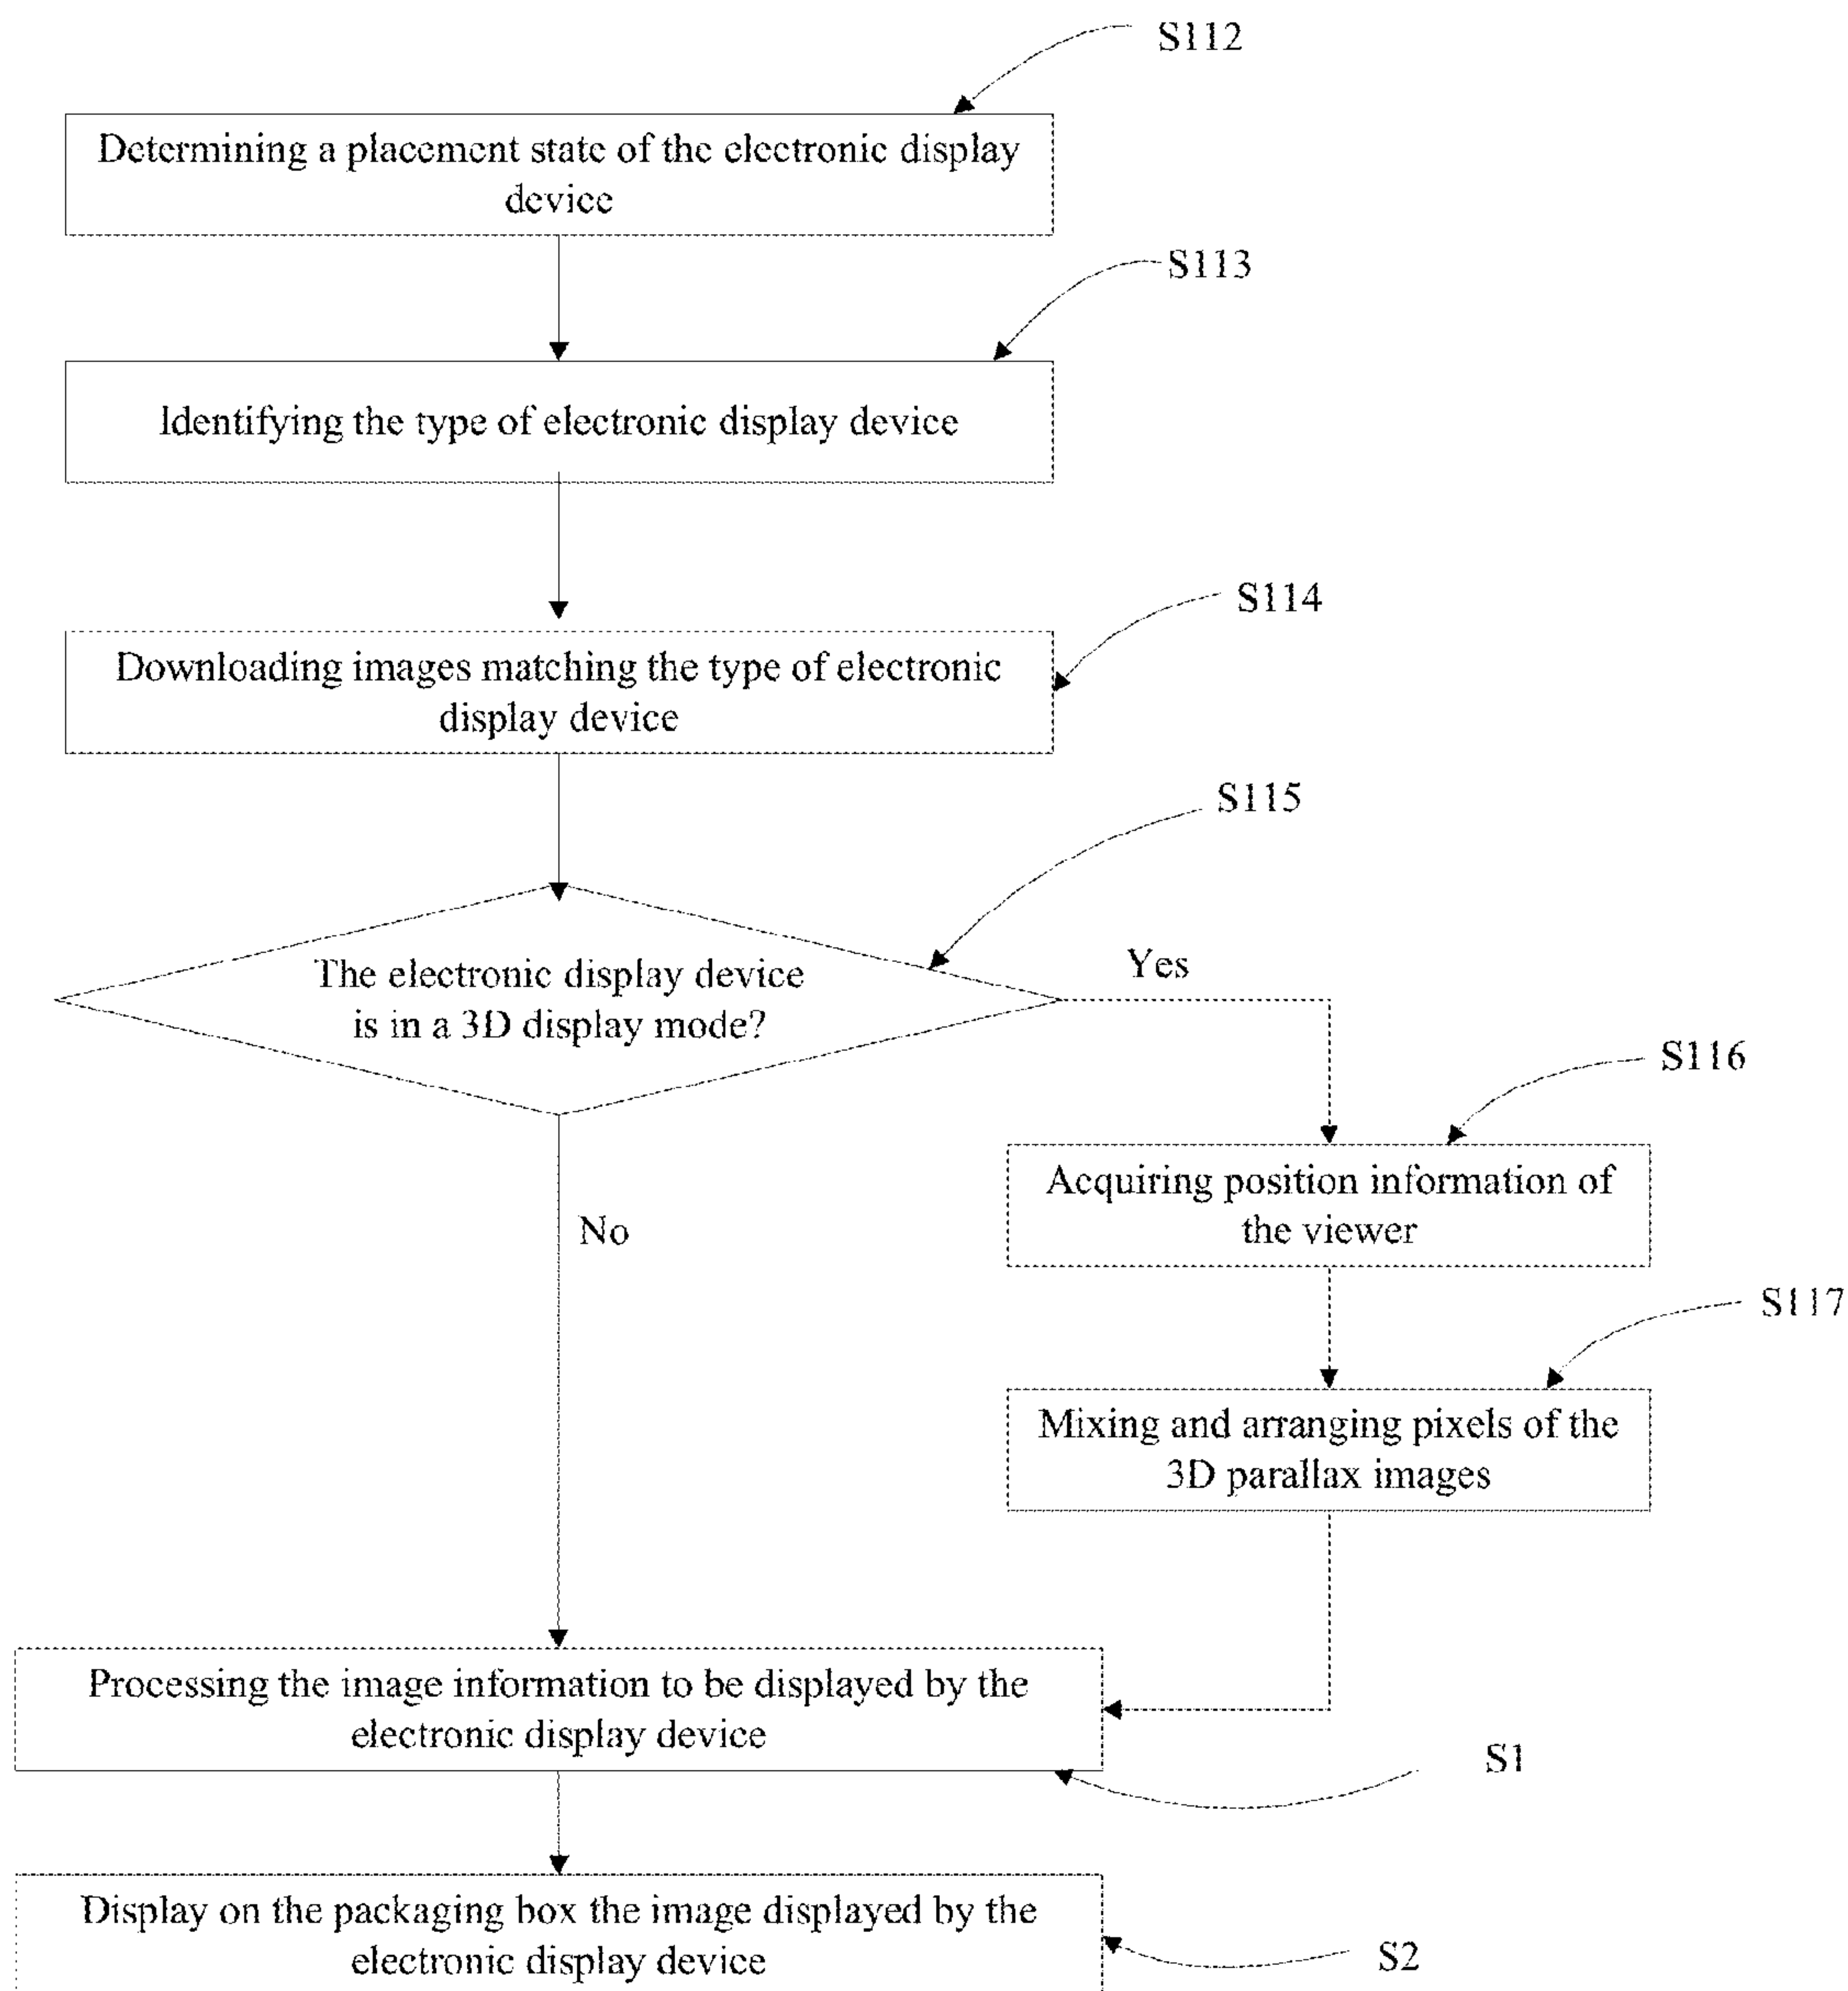 S112
Determining a placement state of the electronic display
device
S113
Identifying the type of electronic display device
S114
Downloading images matching the type of electronic
display device
S115
The electronic display device
is in a 3D display mode?
Yes
S116
Acquiring position information of
the viewer
No
S117
Mixing and arranging pixels of the
3D parallax images
Processing the image information to be displayed by the
electronic display device
S1
Display on the packaging box the image displayed by the
electronic display device
S2